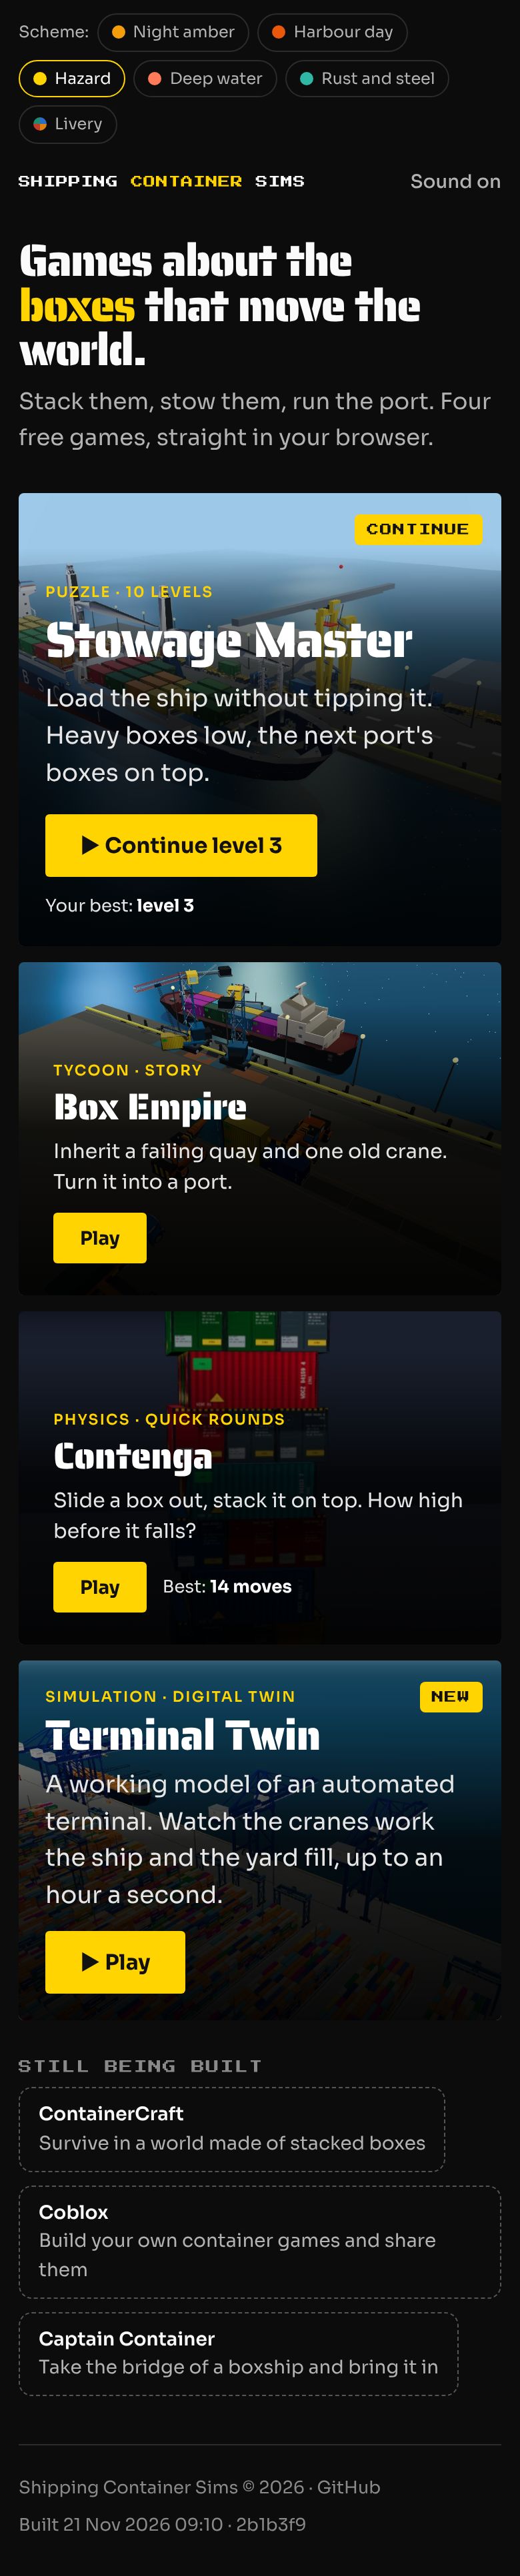 Scheme: Night amber Harbour day
Hazard Deep water Rust and steel
Livery
SHIPPING CONTAINER SIMS Sound on
Games about the
boxes that move the
world.
Stack them, stow them, run the port. Four
free games, straight in your browser.
CONTINUE
PUZZLE · 10 LEVELS
Stowage Master
Load the ship without tipping it.
Heavy boxes low, the next port's
boxes on top.
▶ Continue level 3
Your best: level 3
TYCOON · STORY
Box Empire
Inherit a failing quay and one old crane.
Turn it into a port.
Play
PHYSICS · QUICK ROUNDS
Contenga
Slide a box out, stack it on top. How high
before it falls?
Play Best: 14 moves
SIMULATION · DIGITAL TWIN NEW
Terminal Twin
A working model of an automated
terminal. Watch the cranes work
the ship and the yard fill, up to an
hour a second.
▶ Play
STILL BEING BUILT
ContainerCraft
Survive in a world made of stacked boxes
Coblox
Build your own container games and share
them
Captain Container
Take the bridge of a boxship and bring it in
Shipping Container Sims © 2026 · GitHub
Built 21 Nov 2026 09:10 · 2b1b3f9